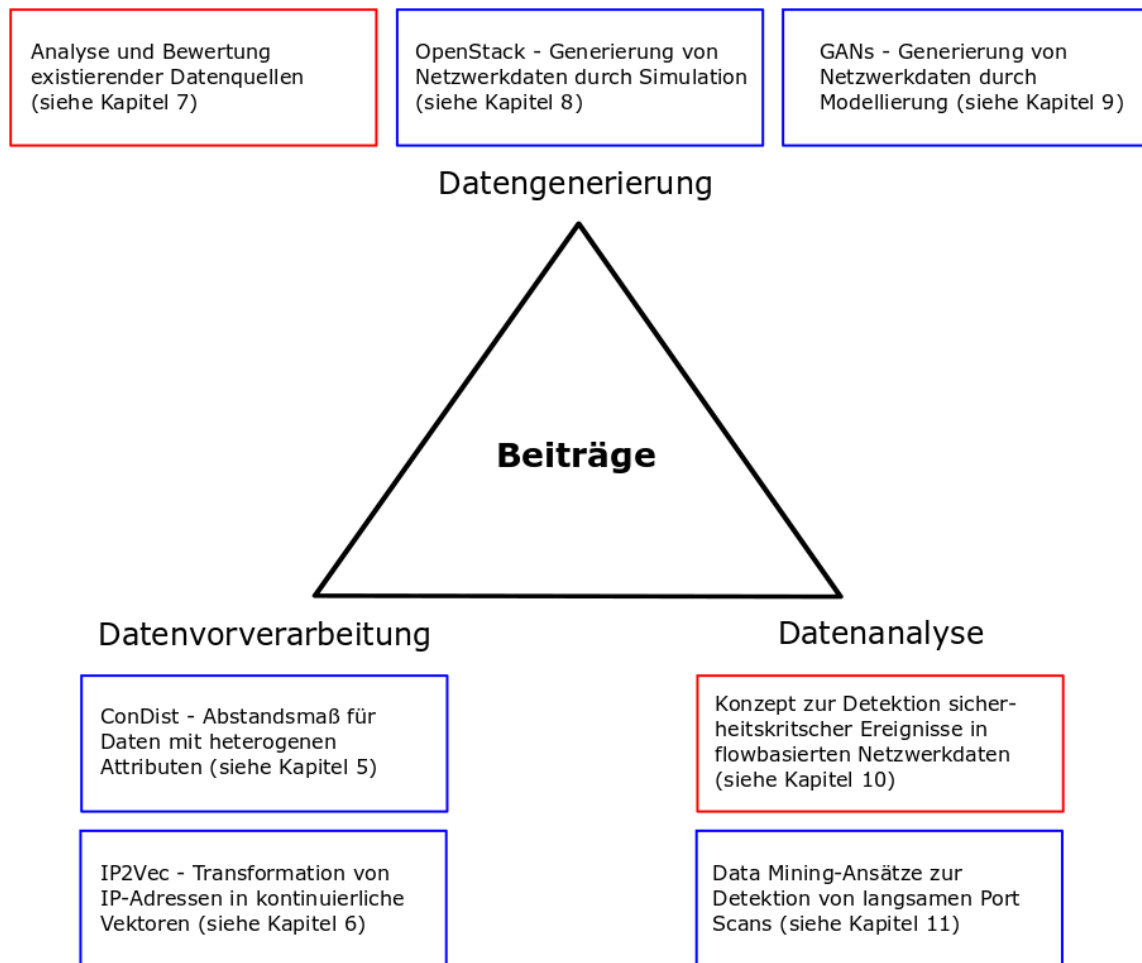 Analyse und Bewertung
existierender Datenquellen
(siehe Kapitel 7)
OpenStack - Generierung von
Netzwerkdaten durch Simulation
(siehe Kapitel 8)
GANs - Generierung von
Netzwerkdaten durch
Modellierung (siehe Kapitel 9)
Datengenerierung
Beiträge
Datenvorverarbeitung
ConDist - Abstandsmaß für
Daten mit heterogenen
Attributen (siehe Kapitel 5)
IP2Vec - Transformation von
IP-Adressen in kontinuierliche
Vektoren (siehe Kapitel 6)
Datenanalyse
Konzept zur Detektion sicher-
heitskritscher Ereignisse in
flowbasierten Netzwerkdaten
(siehe Kapitel 10)
Data Mining-Ansätze zur
Detektion von langsamen Port
Scans (siehe Kapitel 11)